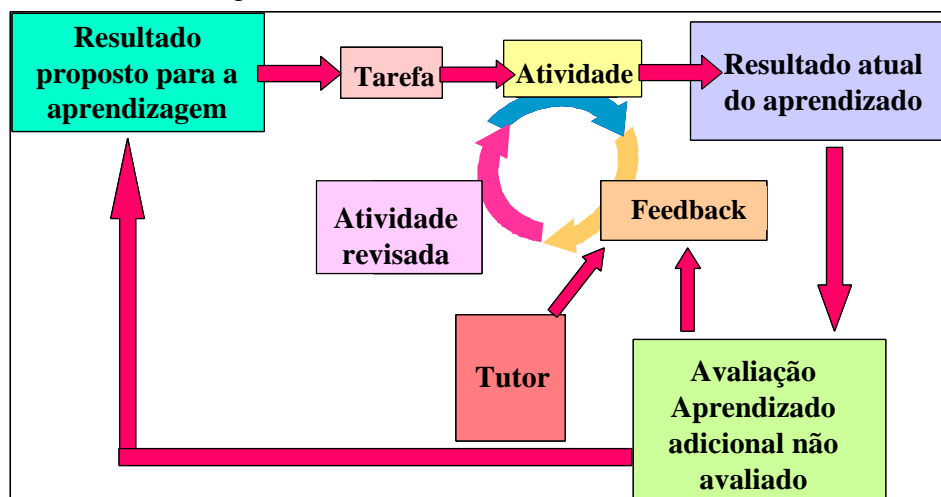 Resultado
proposto para a
aprendizagem
Tarefa
Atividade
Resultado atual
do aprendizado
Atividade
revisada
Feedback
Tutor
Avaliação
Aprendizado
adicional não
avaliado